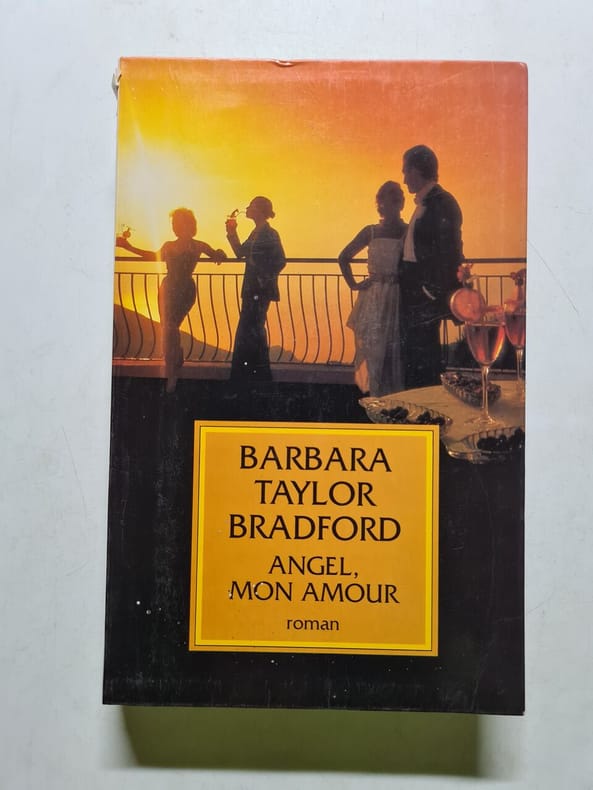 BARBARA
TAYLOR
BRADFORD
ANGEL,
MON AMOUR
roman